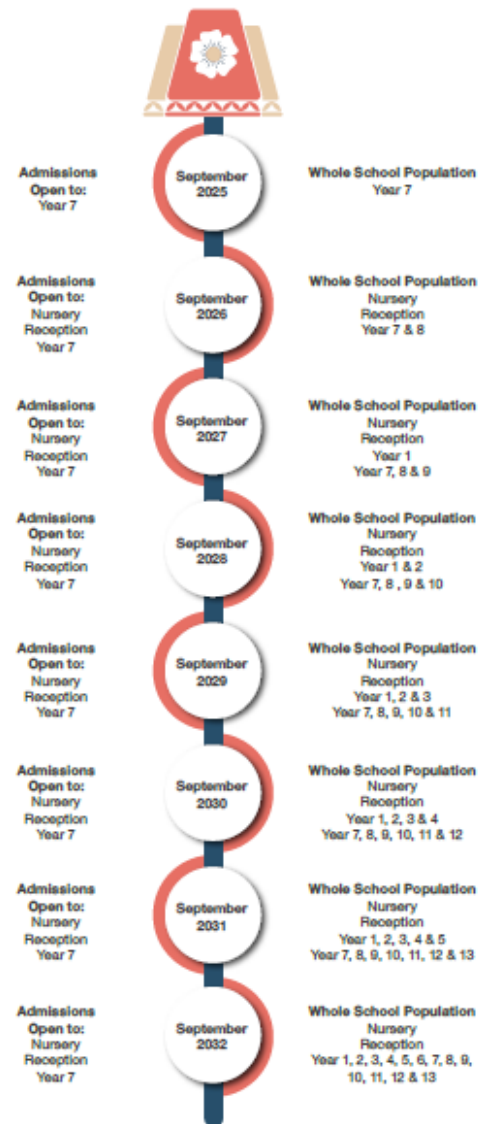 Admissions
Open to:
Year 7
September
2025
Whole School Population
Year 7
Admissions
Open to:
Nursery
Reception
Year 7
September
2026
Whole School Population
Nursery
Reception
Year 7 & 8
Admissions
Open to:
Nursery
Reception
Year 7
September
2027
Whole School Population
Nursery
Reception
Year 1
Year 7, 8 & 9
Admissions
Open to:
Nursery
Reception
Year 7
September
2028
Whole School Population
Nursery
Reception
Year 1 & 2
Year 7, 8 , 9 & 10
Admissions
Open to:
Nursery
Reception
Year 7
September
2029
Whole School Population
Nursery
Reception
Year 1, 2 & 3
Year 7, 8, 9, 10 & 11
Admissions
Open to:
Nursery
Reception
Year 7
September
2030
Whole School Population
Nursery
Reception
Year 1, 2, 3 & 4
Year 7, 8, 9, 10, 11 & 12
Admissions
Open to:
Nursery
Reception
Year 7
September
2031
Whole School Population
Nursery
Reception
Year 1, 2, 3, 4 & 5
Year 7, 8, 9, 10, 11, 12 & 13
Admissions
Open to:
Nursery
Reception
Year 7
September
2032
Whole School Population
Nursery
Reception
Year 1, 2, 3, 4, 5, 6, 7, 8, 9,
10, 11, 12 & 13